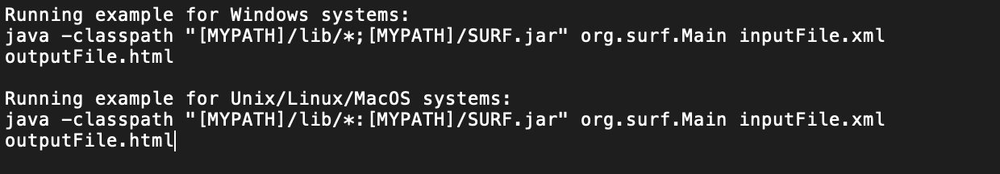 Running example for Windows systems:
java -classpath "[MYPATH]/lib/*;[MYPATH]/SURF.jar" org.surf.Main inputFile.xml
outputFile.html
Running example for Unix/Linux/MacOS systems:
java -classpath "[MYPATH]/lib/*:[MYPATH]/SURF.jar" org.surf.Main inputFile.xml
outputFile.html